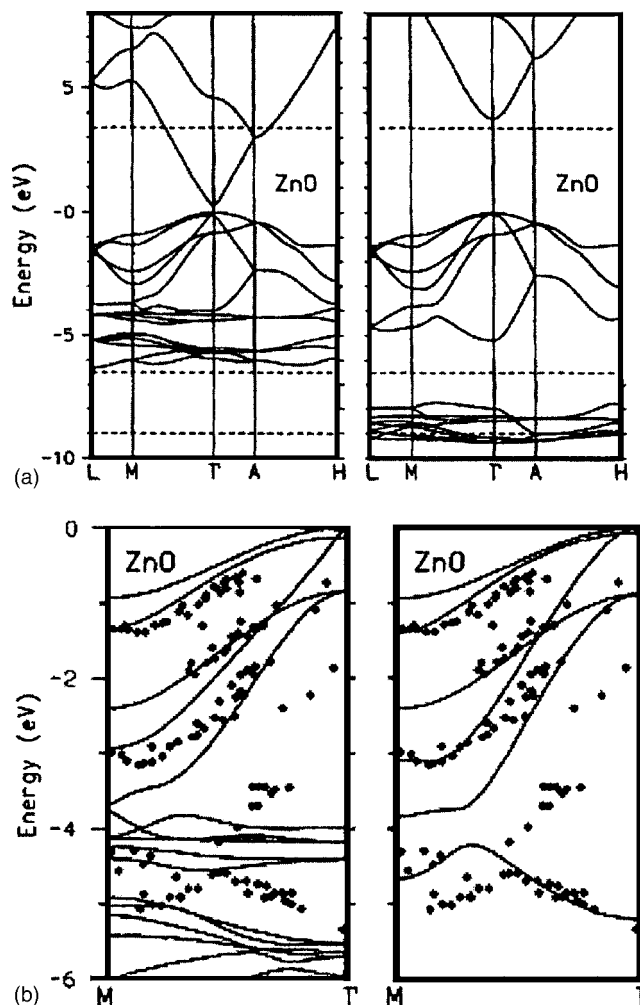 Energy (eV)
5
-0
-5
-10
ZnO
ZnO
L M Γ A H
L M Γ A H
(a)
Energy (eV)
0
-2
-4
-6
ZnO
ZnO
M Γ
M
(b)